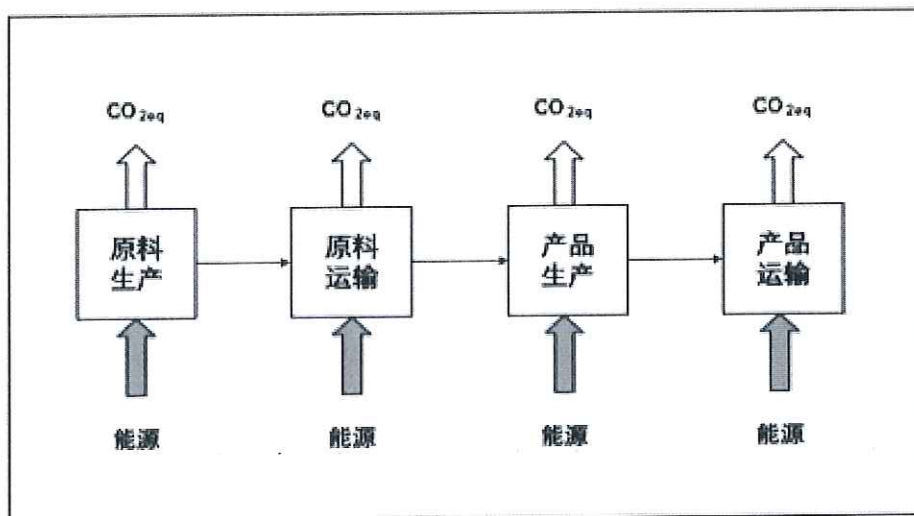 CO₂eq CO₂eq CO₂eq CO₂eq
原料
生产
原料
运输
产品
生产
产品
运输
能源 能源 能源 能源